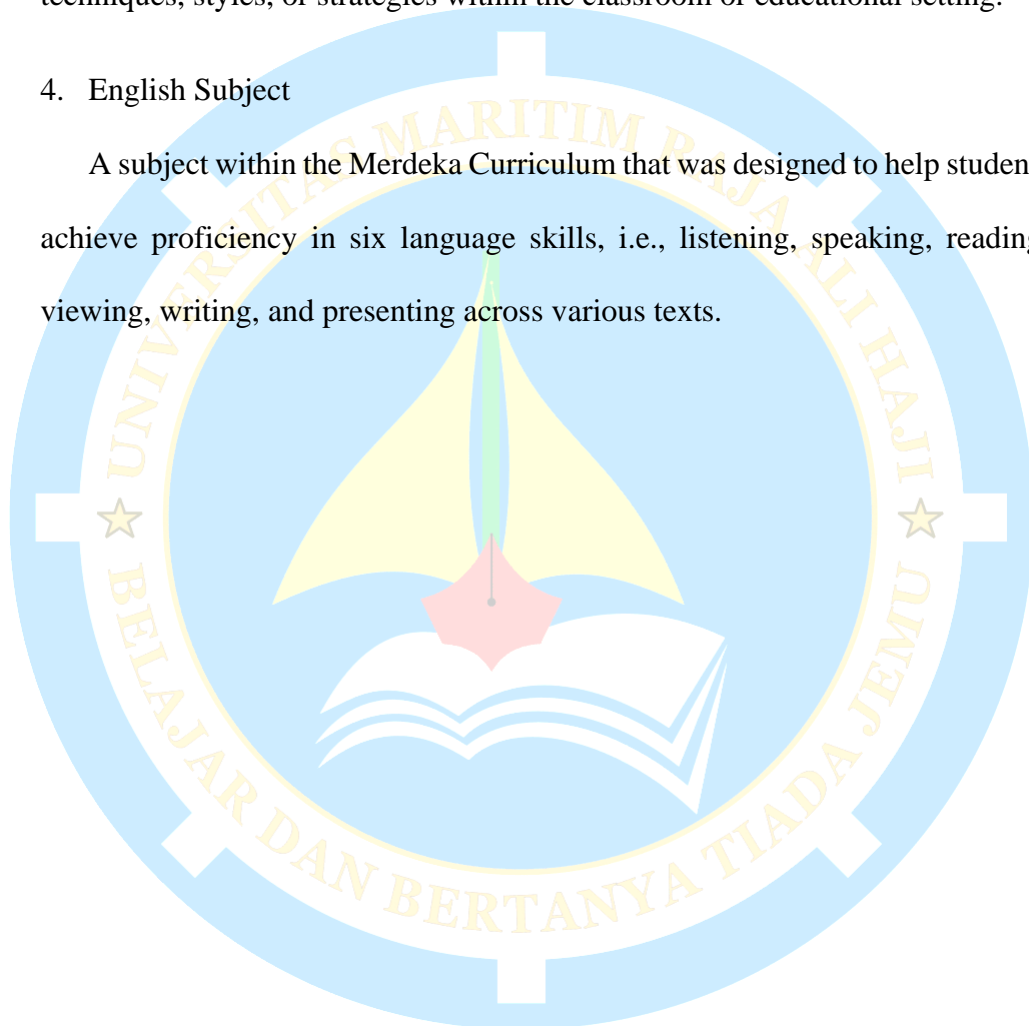 techniques, styles, or strategies within the classroom or educational setting.
4. English Subject
A subject within the Merdeka Curriculum that was designed to help studen
achieve proficiency in six language skills, i.e., listening, speaking, reading
viewing, writing, and presenting across various texts.
UNIVERSITAS MARITIM RAJA ALI HAJI
BELAJAR DAN BERTANYA TIADA JEMU